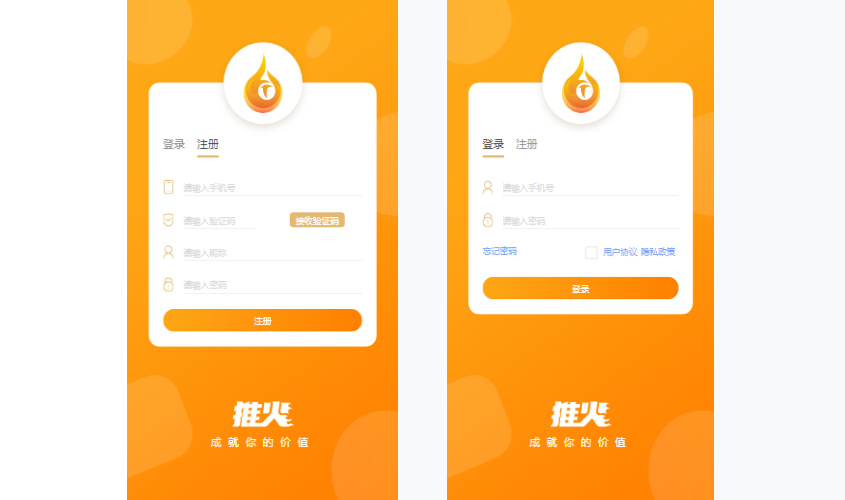 登录 注册
请输入手机号
请输入验证码 接收验证码
请输入昵称
请输入密码
注册
推火
成就你的价值
登录 注册
请输入手机号
请输入密码
忘记密码 用户协议 隐私政策
登录
推火
成就你的价值